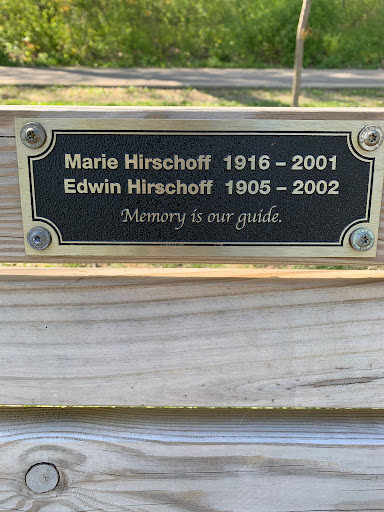 Marie Hirschoff 1916 – 2001
Edwin Hirschoff 1905 – 2002
Memory is our guide.